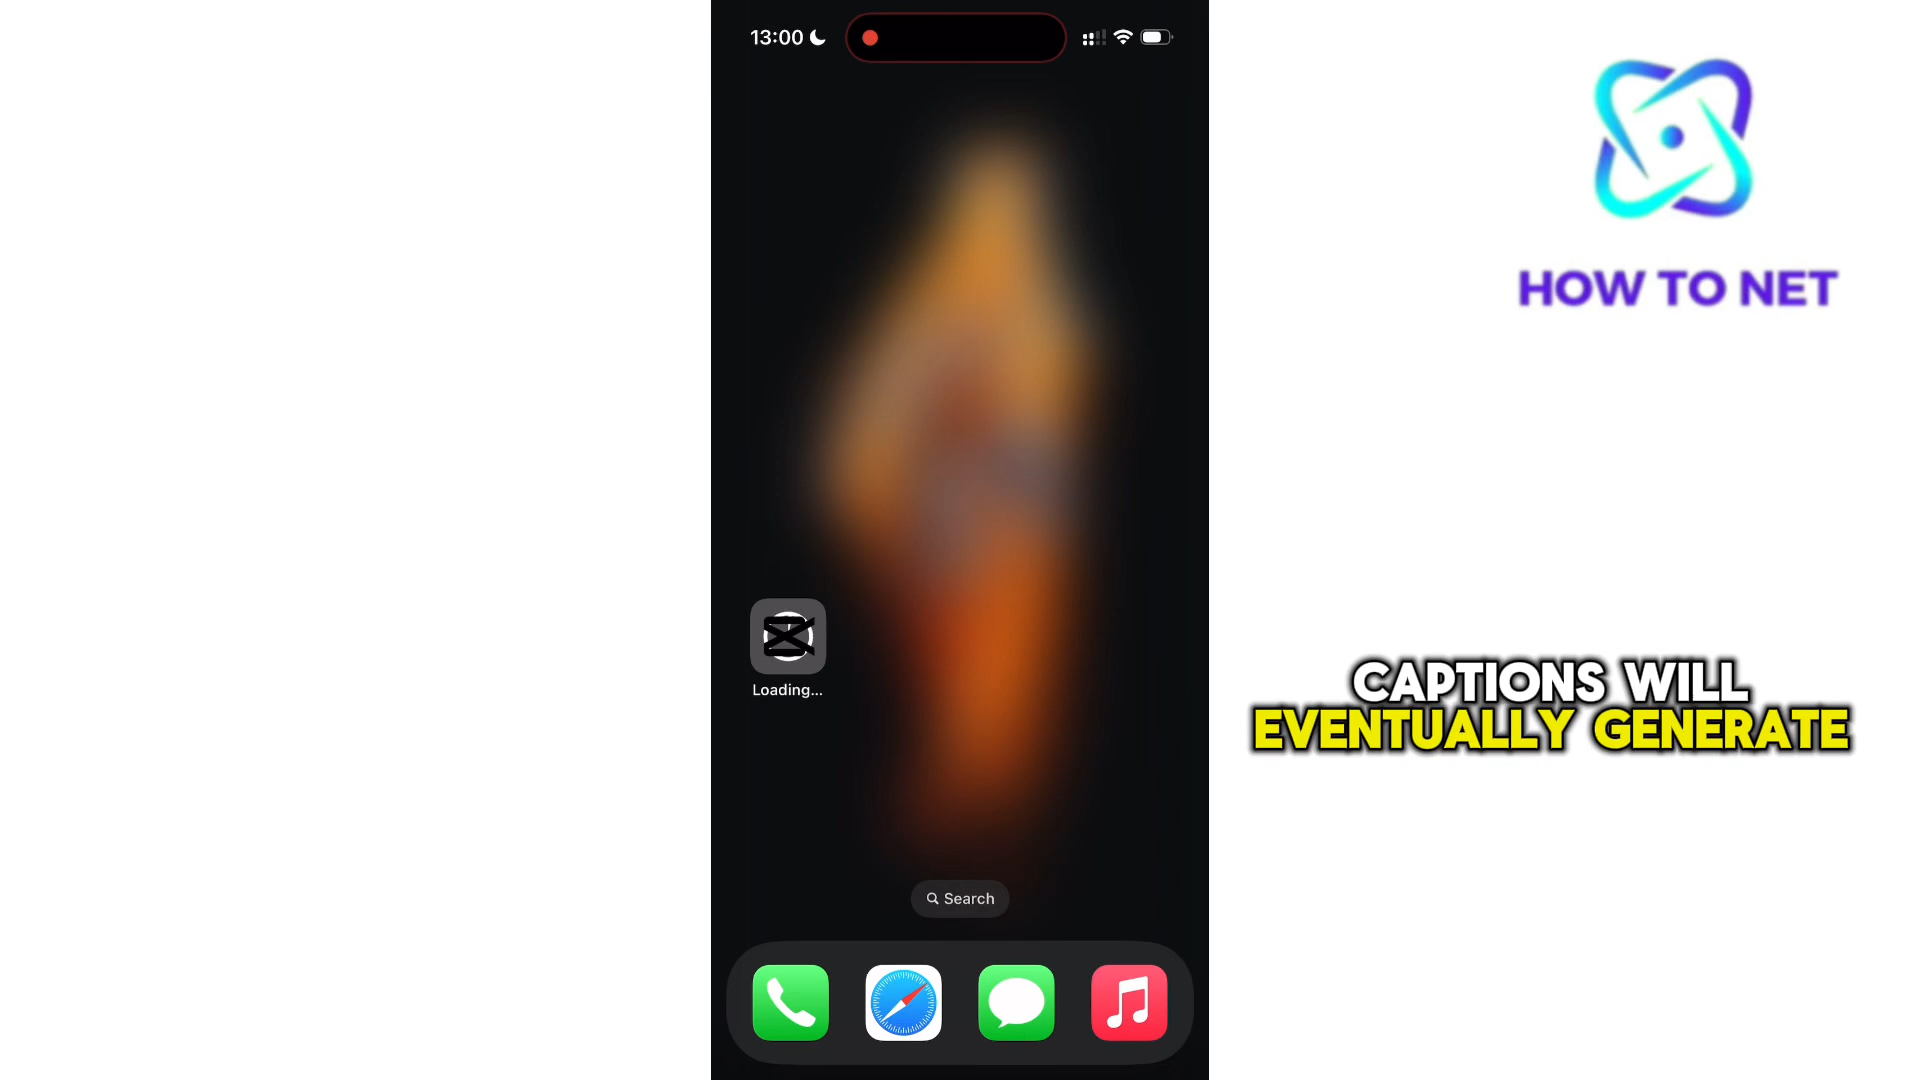 13:00
HOW TO NET
Loading...
CAPTIONS WILL
EVENTUALLY GENERATE
Search